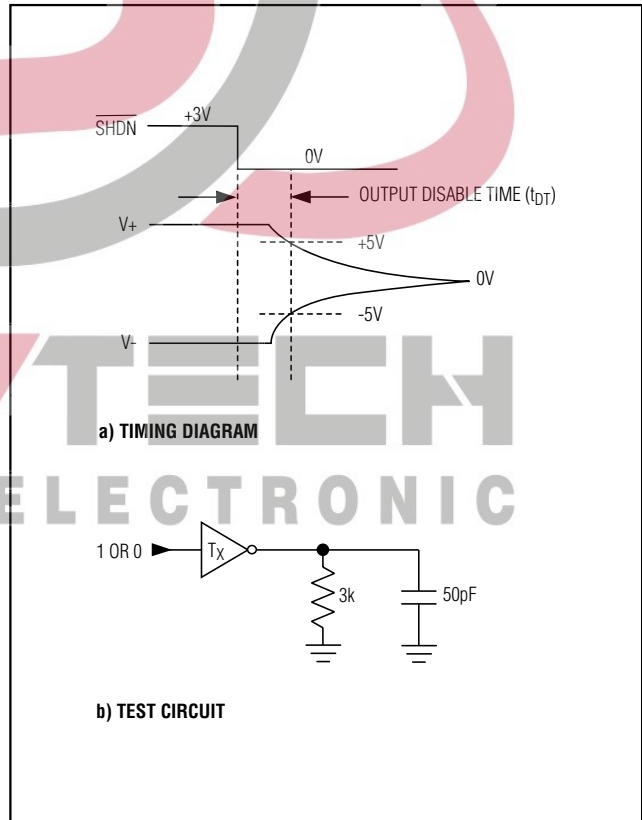 SHDN
+3V
0V
OUTPUT DISABLE TIME (tDT)
V+
+5V
0V
-5V
V-
a) TIMING DIAGRAM
TECH
ELECTRONIC
1 OR 0
TX
3k
50pF
b) TEST CIRCUIT